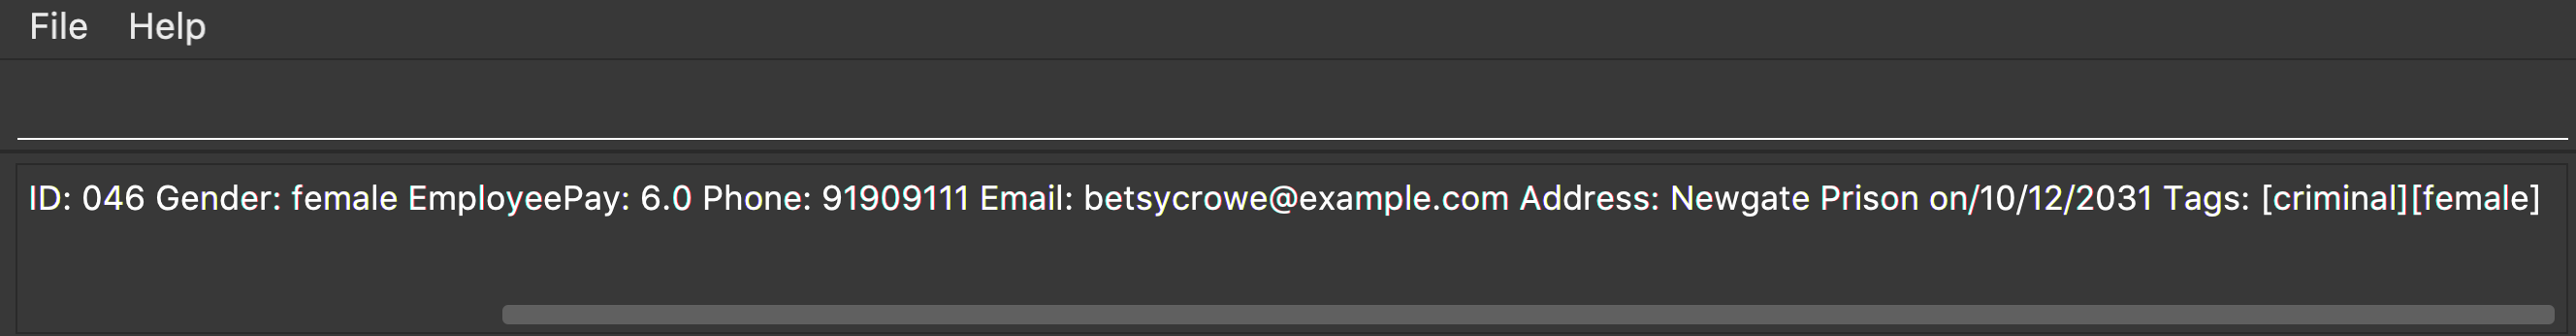 File Help
ID: 046 Gender: female EmployeePay: 6.0 Phone: 91909111 Email: betsycrowe@example.com Address: Newgate Prison on/10/12/2031 Tags: [criminal][female]